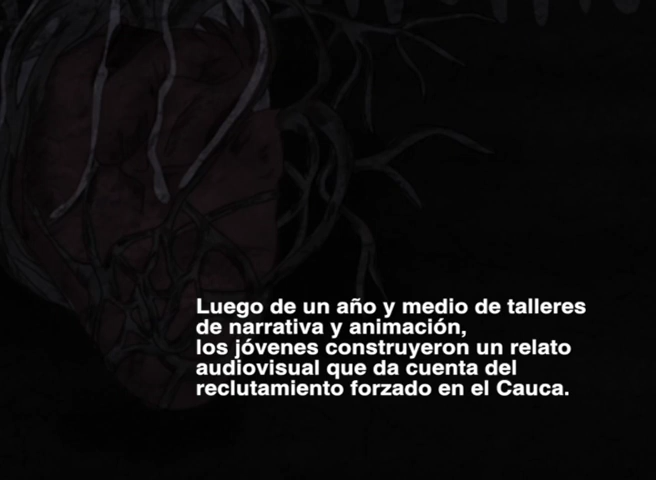 Luego de un año y medio de talleres
de narrativa y animación,
los jóvenes construyeron un relato
audiovisual que da cuenta del
reclutamiento forzado en el Cauca.